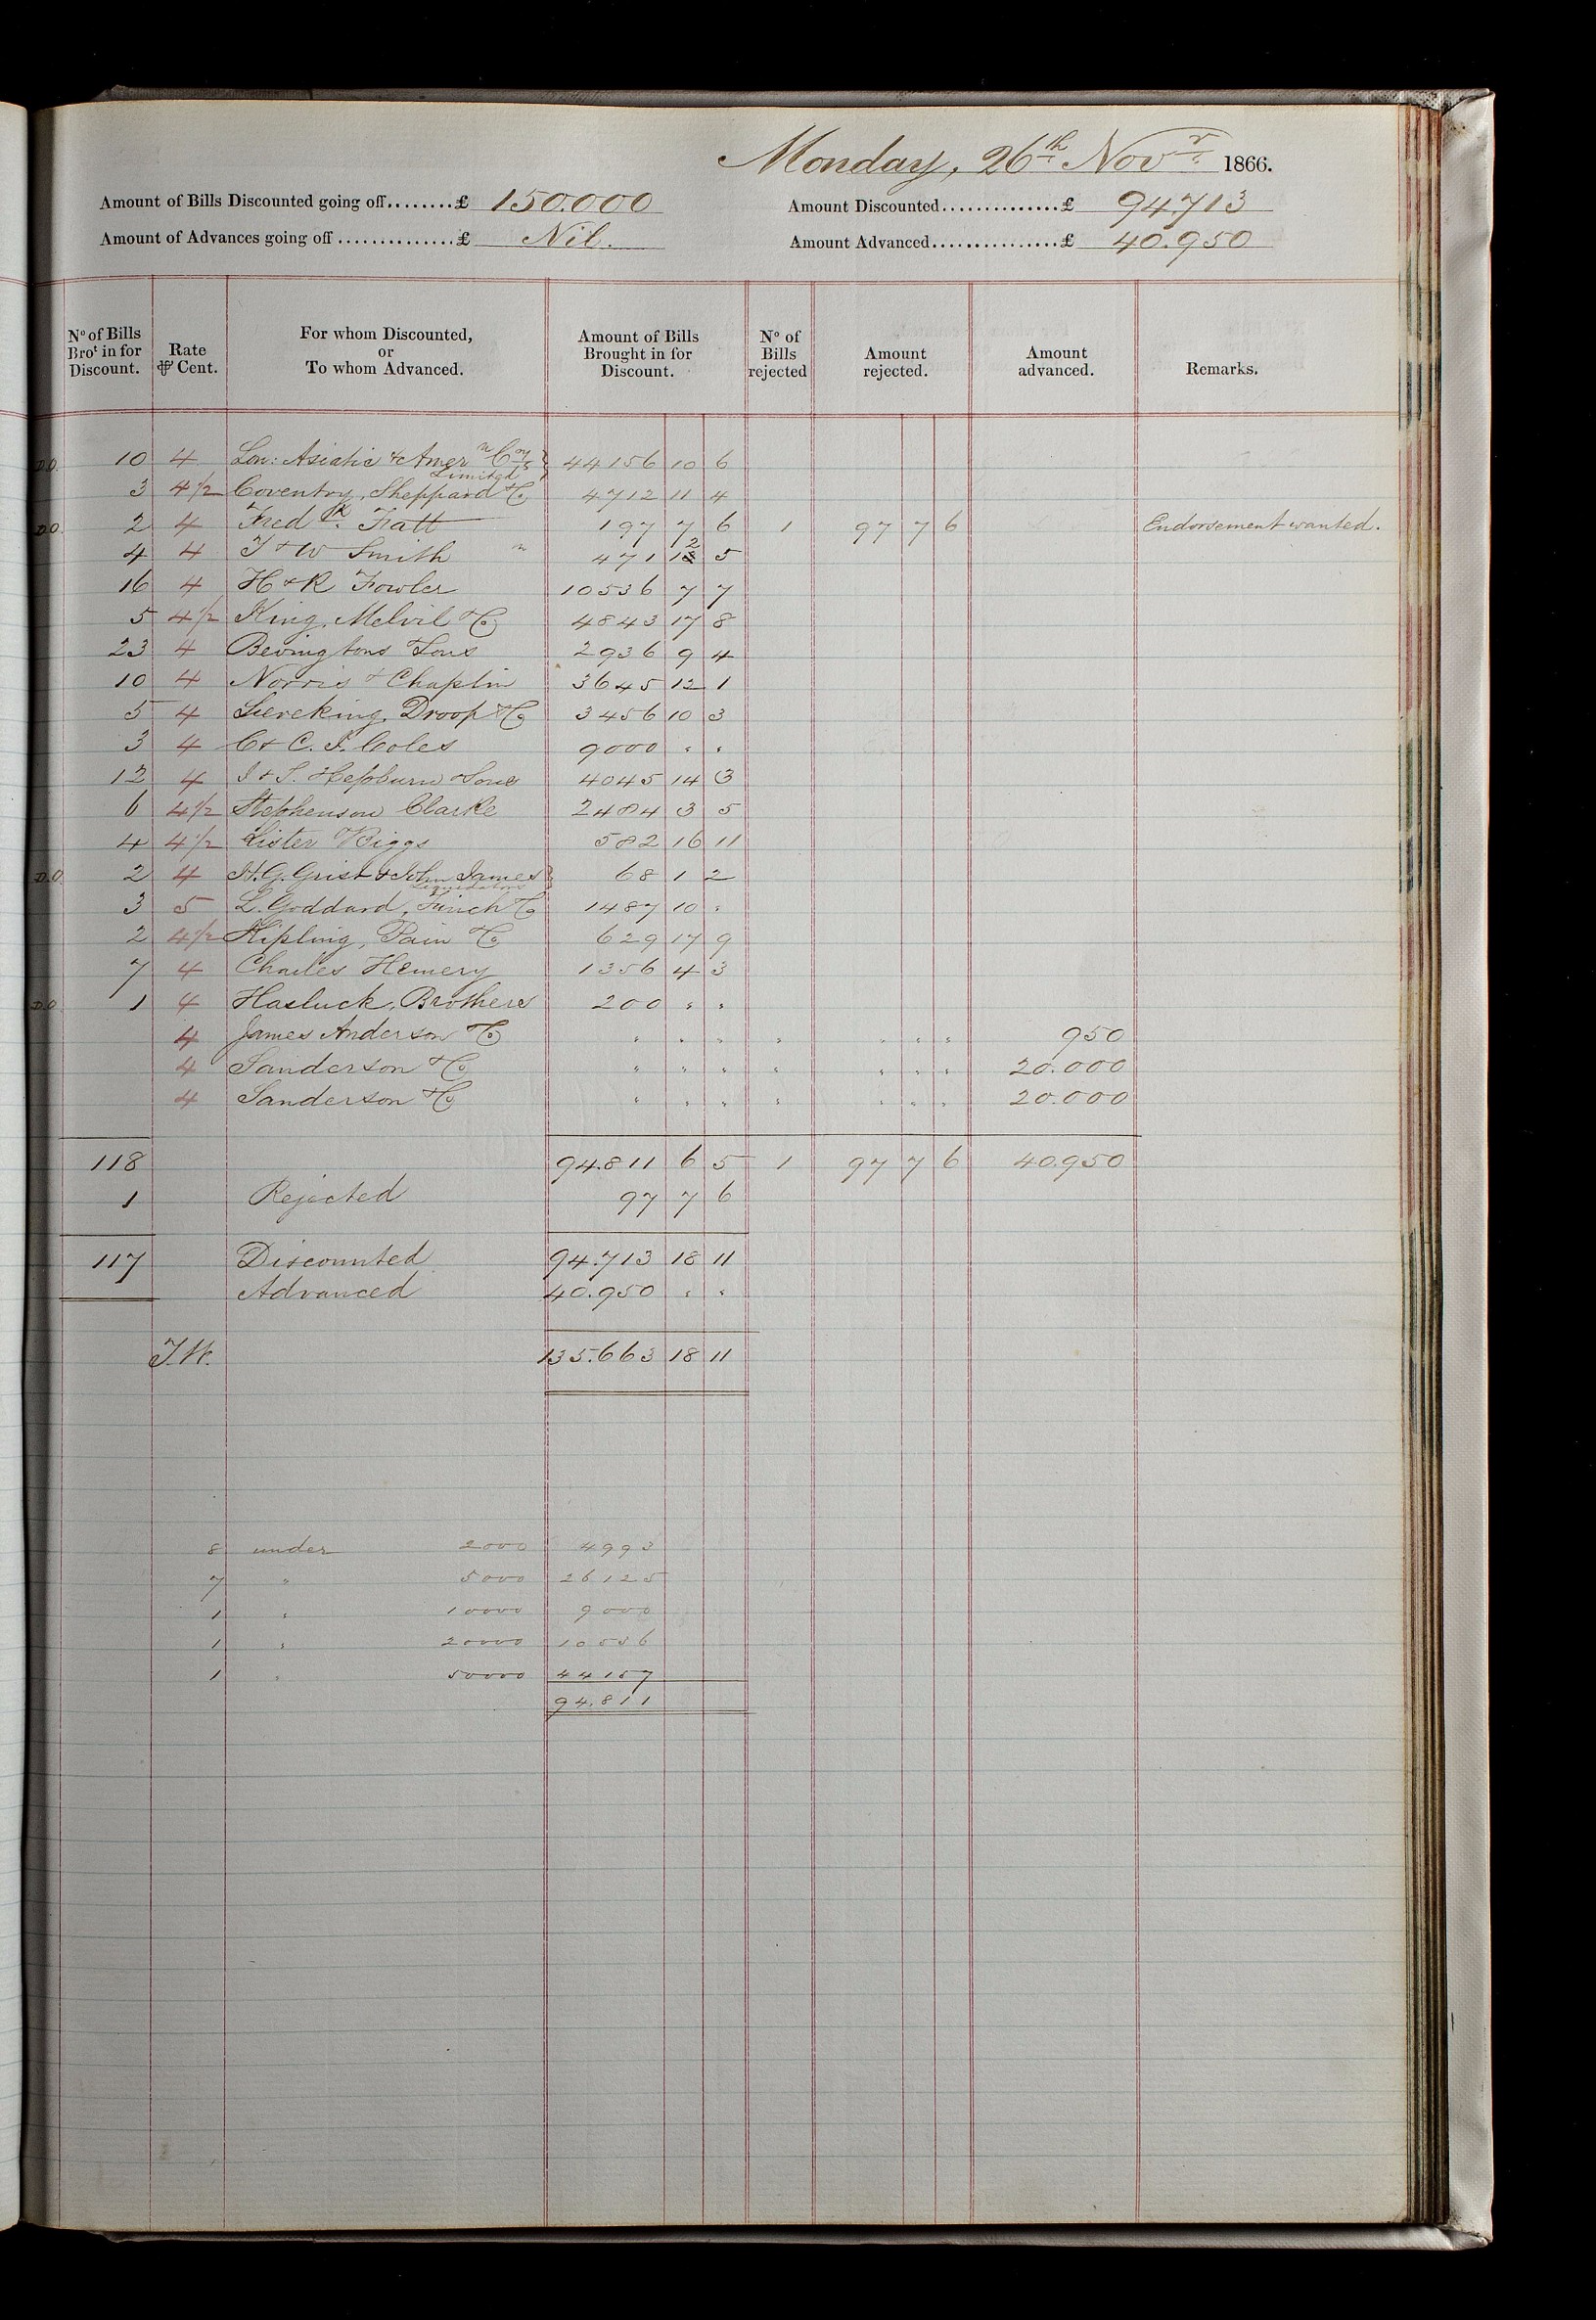 Monday, 26th Novr. 1866.
Amount of Bills Discounted going off........£ 150.000 Amount Discounted..............£ 94.713
Amount of Advances going off..............£ Nil. Amount Advanced................£ 40.950
No of Bills Brot in for Discount. Rate ⅌ Cent. For whom Discounted, or To whom Advanced. Amount of Bills Brought in for Discount. No of Bills rejected Amount rejected. Amount advanced. Remarks.
D.O. 10 4 Lon: Asiatic & Amern Coys Limited 44156 10 6
3 4½ Coventry, Sheppard & Co 4712 11 4
D.O. 2 4 Fredk. Fatt 197 7 6 1 97 7 6 Endorsement wanted.
4 4 T & W Smith 471 12 5
16 4 H & R Fowler 10536 7 7
5 4½ King, Melvil & Co 4843 17 8
23 4 Bevingtons & Sons 2936 9 4
10 4 Norris & Chaplin 3645 12 1
5 4 Siercking, Droop & Co 3456 10 3
3 4 C & C. F. Coles 9000 " "
12 4 J & T. Hepburn & Sons 4045 14 3
6 4½ Stephenson Clarke 2484 3 5
4 4½ Lister & Biggs 582 16 11
D.O. 2 4 H. G. Grist & John James Liquidators 68 1 2
3 5 L. Goddard, Finch & Co 1487 10 "
2 4½ Kipling, Pain & Co 629 17 9
7 4 Charles Hemery 1356 4 3
D.O. 1 4 Hasluck, Brothers 200 " "
4 James Anderson & Co " " " " " " " 950
4 Sanderson & Co " " " " " " " 20.000
4 Sanderson & Co " " " " " " " 20.000
118 94.811 6 5 1 97 7 6 40.950
1 Rejected 97 7 6
117 Discounted 94.713 18 11
Advanced 40.950 " "
T.W. 135.663 18 11
8 under 2000 4993
7 " 5000 26125
1 " 10000 9000
1 " 20000 10536
1 " 50000 44157
94.811